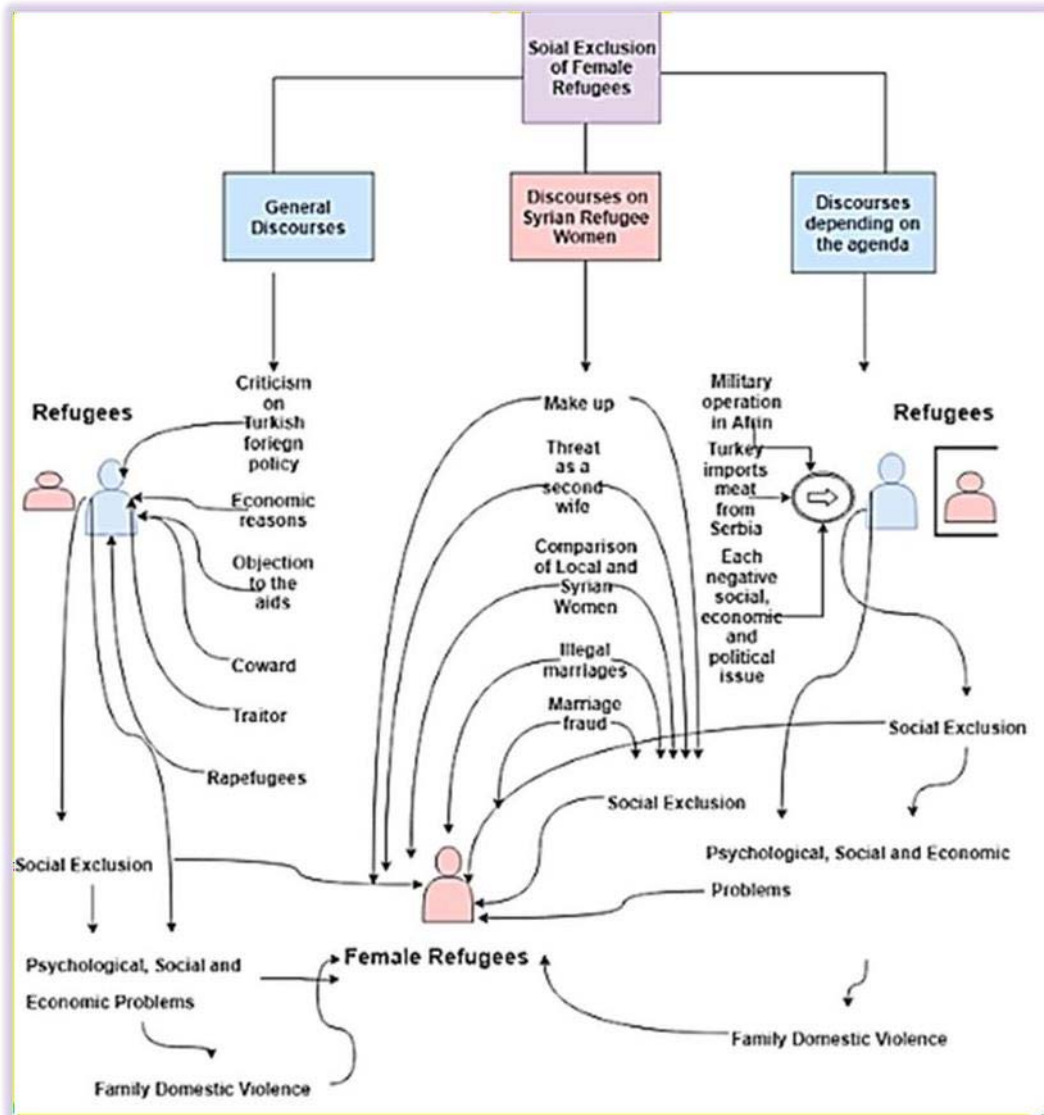 Soial Exclusion
of Female
Refugees
General
Discourses
Discourses on
Syrian Refugee
Women
Discourses
depending on
the agenda
Refugees
Criticism
on
Turkish
foriegn
policy
Economic
reasons
Objection
to the
aids
Coward
Traitor
Rapefugees
Social Exclusion
Psychological, Social and
Economic Problems
Family Domestic Violence
Make up
Threat
as a
second
wife
Comparison
of Local and
Syrian
Women
Illegal
marriages
Marriage
fraud
Social Exclusion
Female Refugees
Military
operation
in Afrin
Turkey
imports
meat
from
Serbia
Each
negative
social,
economic
and
political
issue
Refugees
Social Exclusion
Psychological, Social and Economic
Problems
Family Domestic Violence